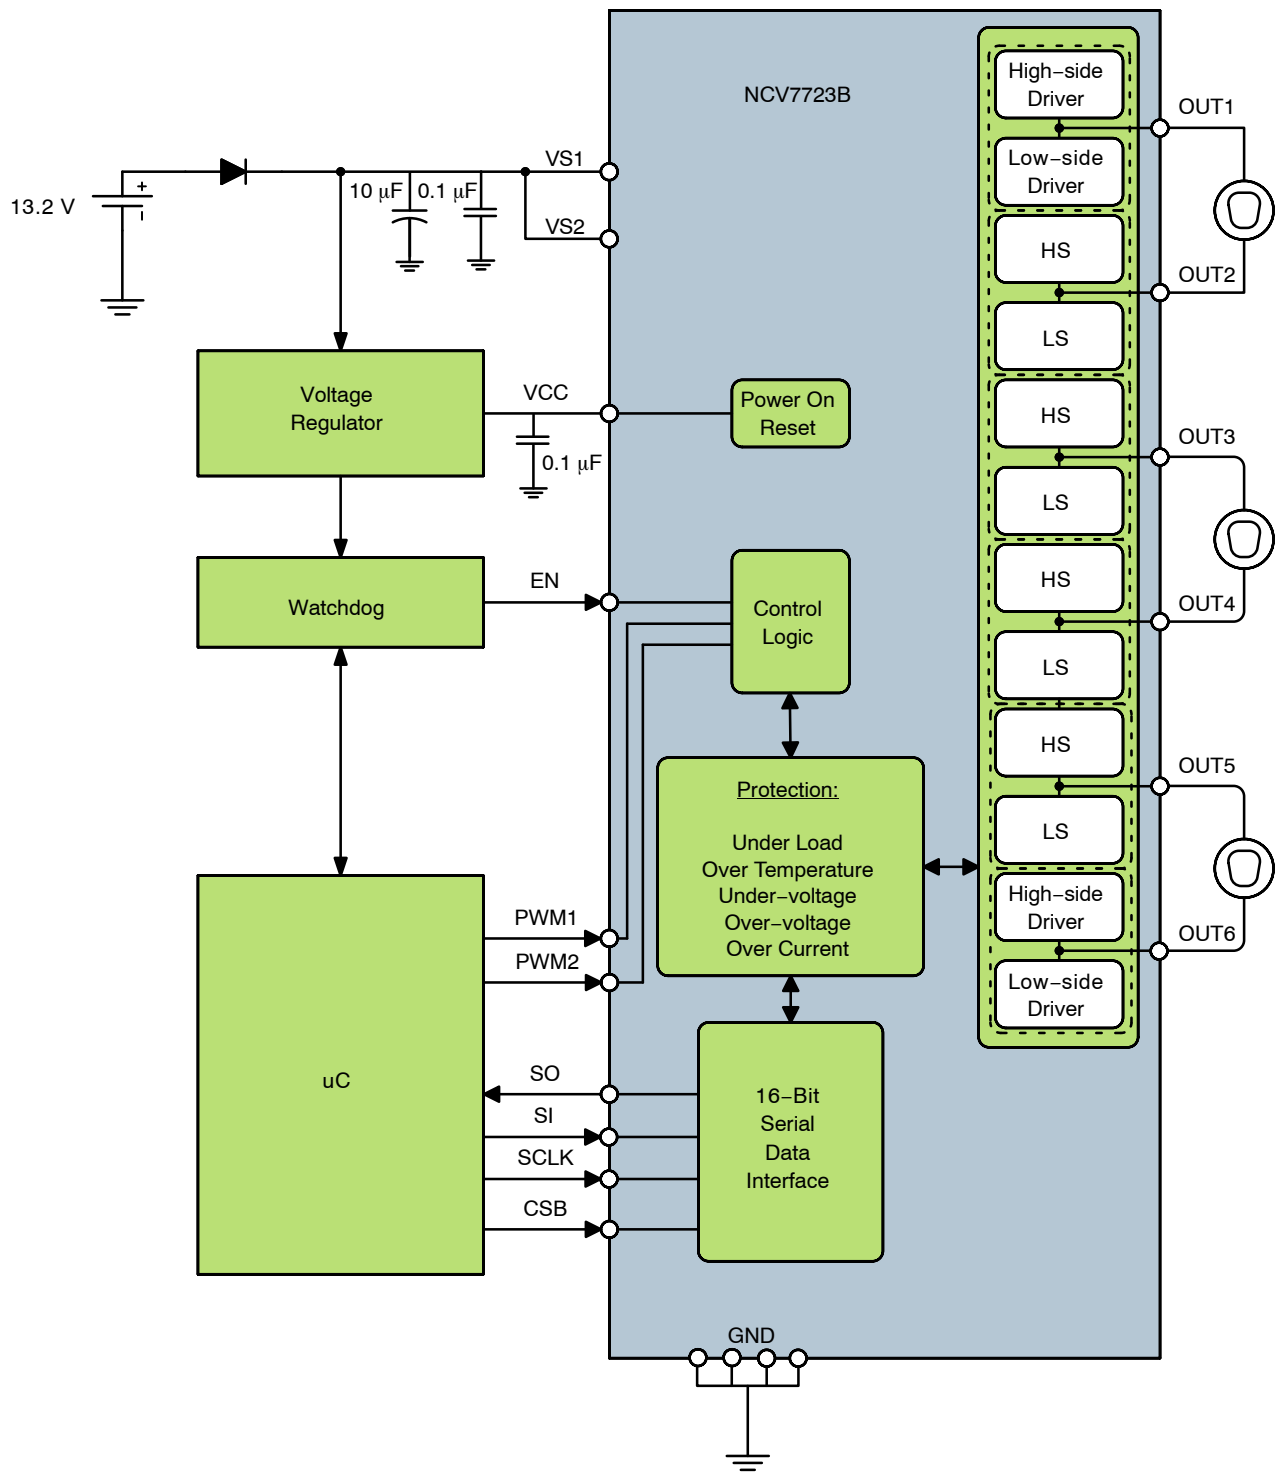 NCV7723B
High−side
Driver
OUT1
Low−side
Driver
VS1
10 µF
0.1 µF
13.2 V
+
-
VS2
HS
OUT2
LS
Voltage
Regulator
VCC
0.1 µF
Power On
Reset
HS
OUT3
LS
Watchdog
EN
Control
Logic
HS
OUT4
LS
HS
OUT5
LS
Protection:
Under Load
Over Temperature
Under−voltage
Over−voltage
Over Current
High−side
Driver
OUT6
Low−side
Driver
PWM1
PWM2
uC
SO
SI
SCLK
CSB
16−Bit
Serial
Data
Interface
GND